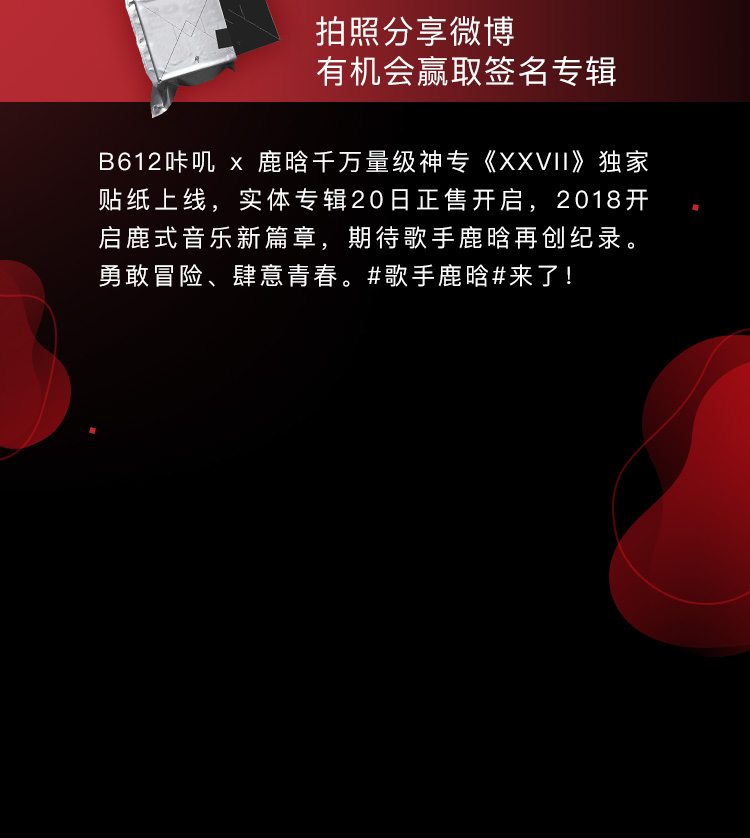 拍照分享微博
有机会赢取签名专辑
B612咔叽 x 鹿晗千万量级神专《XXVII》独家
贴纸上线，实体专辑20日正售开启，2018开
启鹿式音乐新篇章，期待歌手鹿晗再创纪录。
勇敢冒险、肆意青春。#歌手鹿晗#来了！